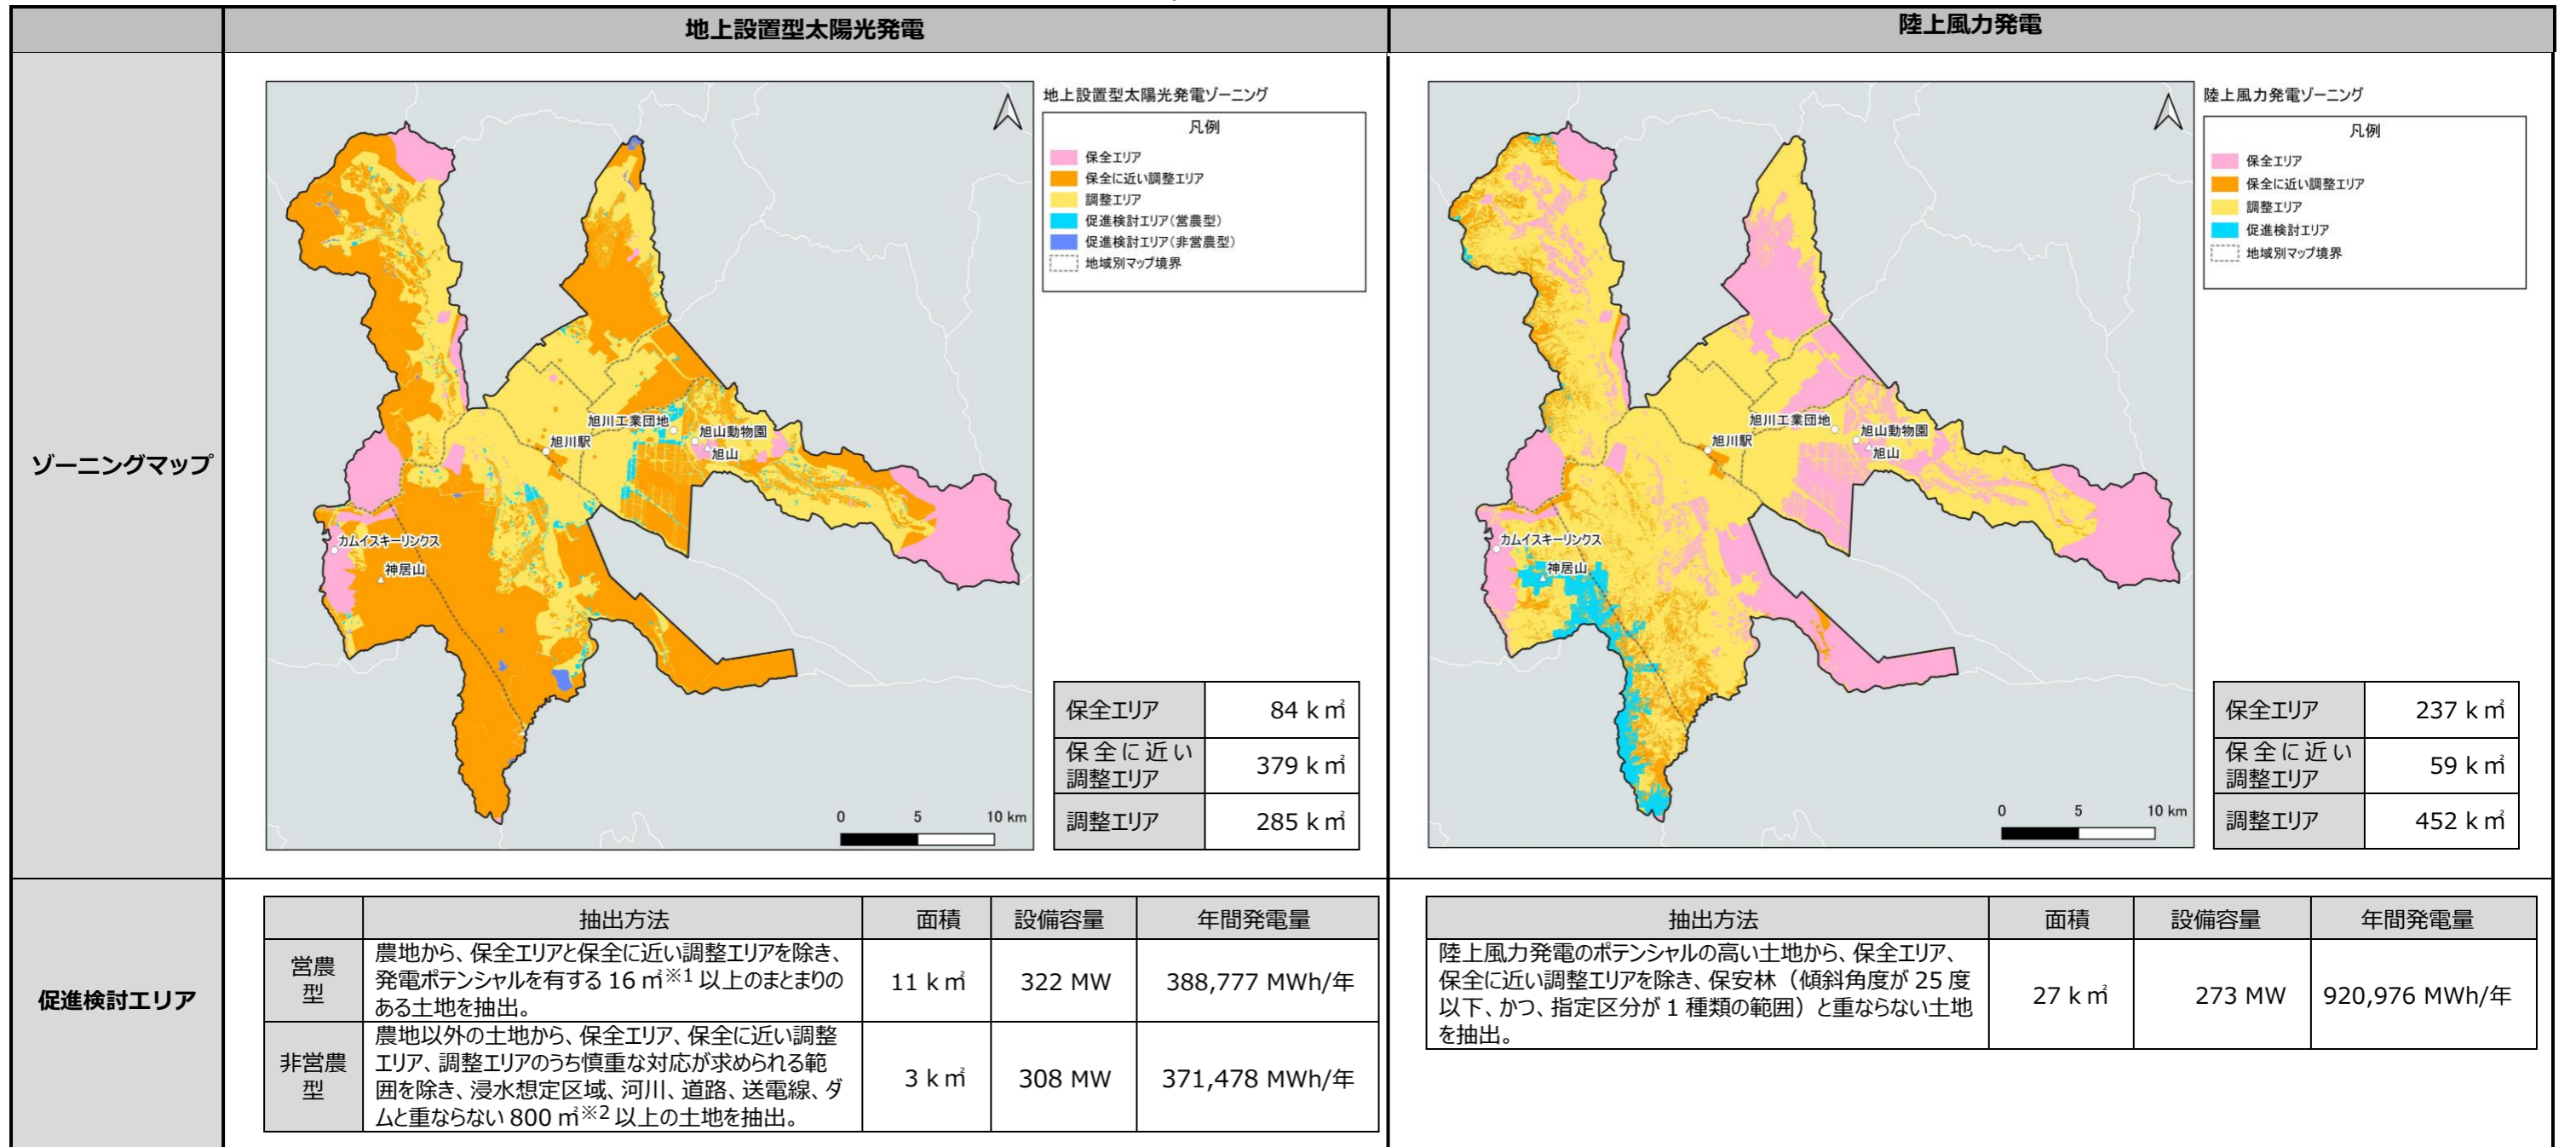 地上設置型太陽光発電
陸上風力発電
ゾーニングマップ
地上設置型太陽光発電ゾーニング
凡例
保全エリア
保全に近い調整エリア
調整エリア
促進検討エリア(営農型)
促進検討エリア(非営農型)
地域別マップ境界
旭川工業団地
旭山動物園
旭川駅
旭山
カムイスキーリンクス
神居山
0 5 10 km
保全エリア 84 k㎡
保全に近い
調整エリア 379 k㎡
調整エリア 285 k㎡
陸上風力発電ゾーニング
凡例
保全エリア
保全に近い調整エリア
調整エリア
促進検討エリア
地域別マップ境界
旭川工業団地
旭山動物園
旭川駅
旭山
カムイスキーリンクス
神居山
0 5 10 km
保全エリア 237 k㎡
保全に近い
調整エリア 59 k㎡
調整エリア 452 k㎡
促進検討エリア
抽出方法 面積 設備容量 年間発電量
営農
型
農地から、保全エリアと保全に近い調整エリアを除き、
発電ポテンシャルを有する 16 ㎡※1 以上のまとまりの
ある土地を抽出。
11 k㎡ 322 MW 388,777 MWh/年
非営農
型
農地以外の土地から、保全エリア、保全に近い調整
エリア、調整エリアのうち慎重な対応が求められる範
囲を除き、浸水想定区域、河川、道路、送電線、ダ
ムと重ならない 800 ㎡※2 以上の土地を抽出。
3 k㎡ 308 MW 371,478 MWh/年
抽出方法 面積 設備容量 年間発電量
陸上風力発電のポテンシャルの高い土地から、保全エリア、
保全に近い調整エリアを除き、保安林（傾斜角度が 25 度
以下、かつ、指定区分が 1 種類の範囲）と重ならない土地
を抽出。
27 k㎡ 273 MW 920,976 MWh/年